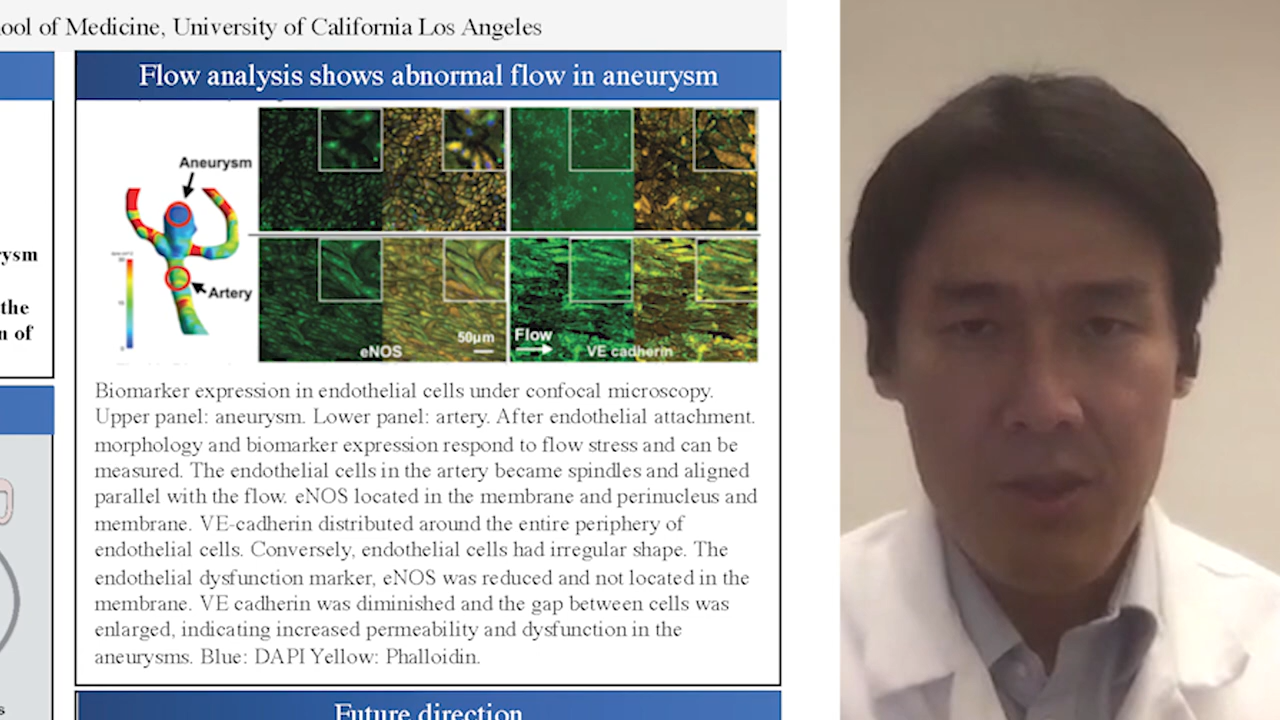 ool of Medicine, University of California Los Angeles
Flow analysis shows abnormal flow in aneurysm
Aneurysm
Artery
50µm
eNOS
Flow
VE cadherin
rysm
the
n of
Biomarker expression in endothelial cells under confocal microscopy.
Upper panel: aneurysm. Lower panel: artery. After endothelial attachment.
morphology and biomarker expression respond to flow stress and can be
measured. The endothelial cells in the artery became spindles and aligned
parallel with the flow. eNOS located in the membrane and perinucleus and
membrane. VE-cadherin distributed around the entire periphery of
endothelial cells. Conversely, endothelial cells had irregular shape. The
endothelial dysfunction marker, eNOS was reduced and not located in the
membrane. VE cadherin was diminished and the gap between cells was
enlarged, indicating increased permeability and dysfunction in the
aneurysms. Blue: DAPI Yellow: Phalloidin.
s
Future direction